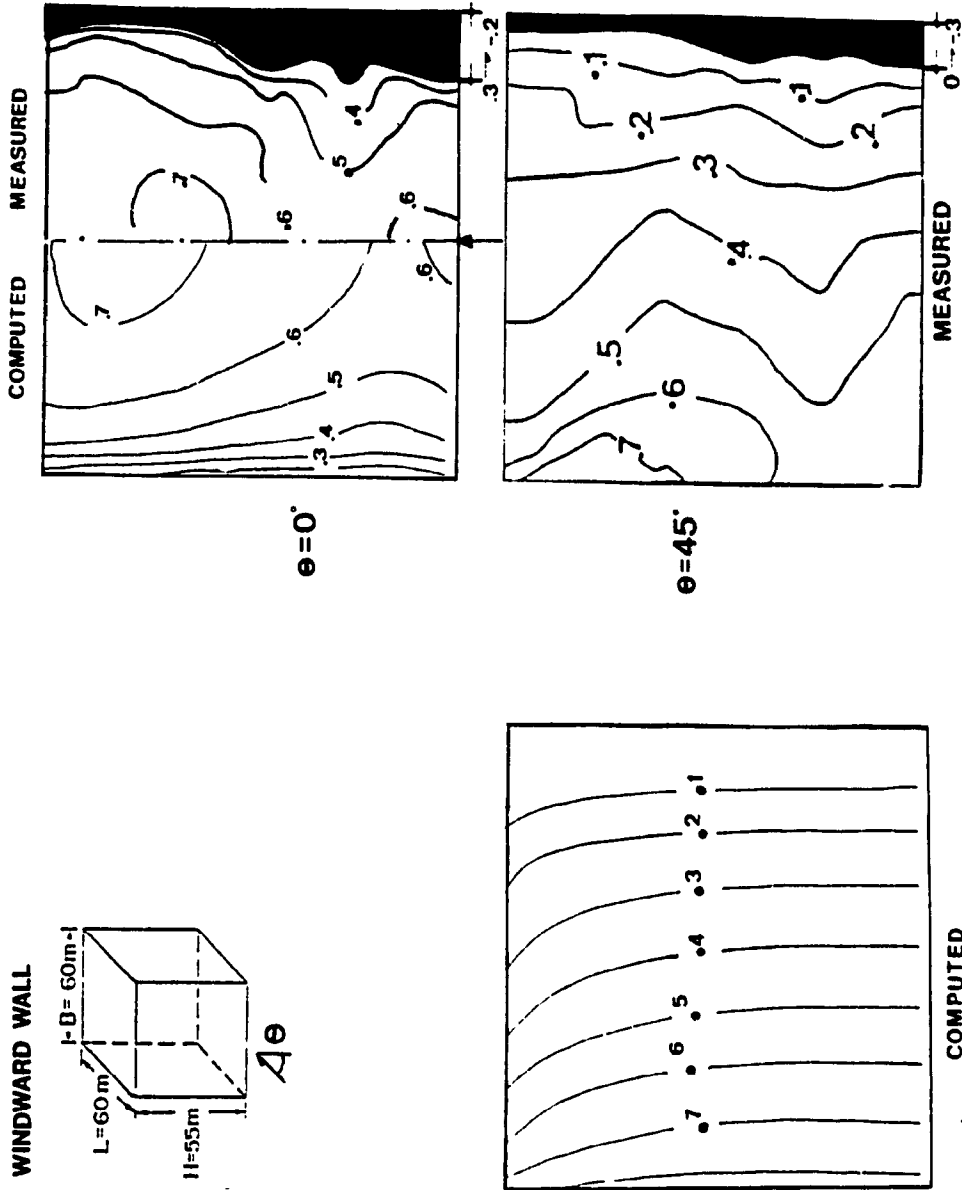 WINDWARD WALL
B= 60m
L=60m
H=55m
θ
COMPUTED MEASURED
.7
.7
.6
.6
.6
.6
.5
.5
.4
.4
.3
.3 -.2
θ=0°
.1
.1
.2
.2
.3
.4
.5
.6
.7
0 -.3
θ=45°
MEASURED
.7
.6
.5
.4
.3
.2
.1
COMPUTED